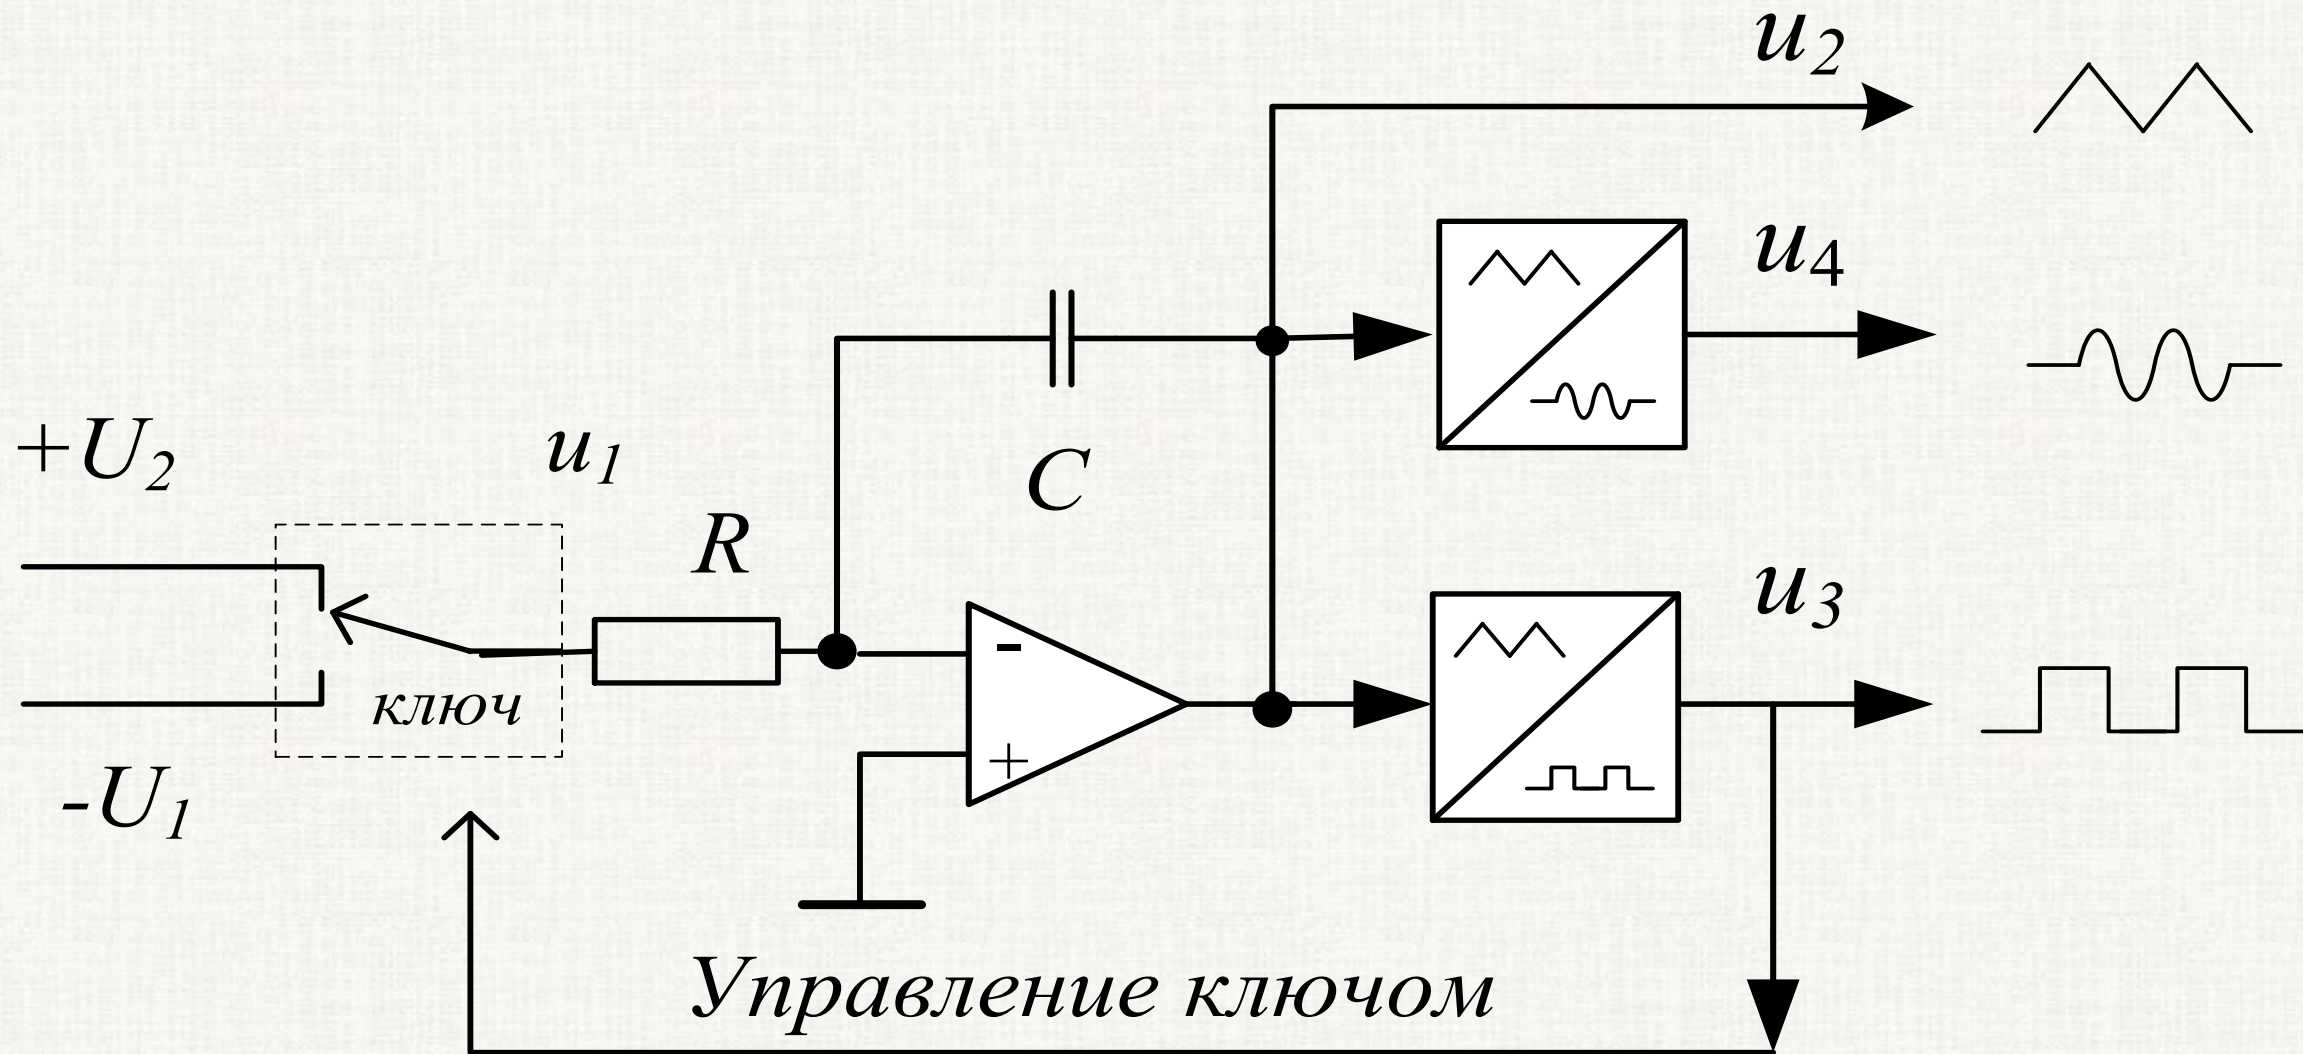 u2
u4
+U2
u1
C
R
u3
-
ключ
+
-U1
Управление ключом